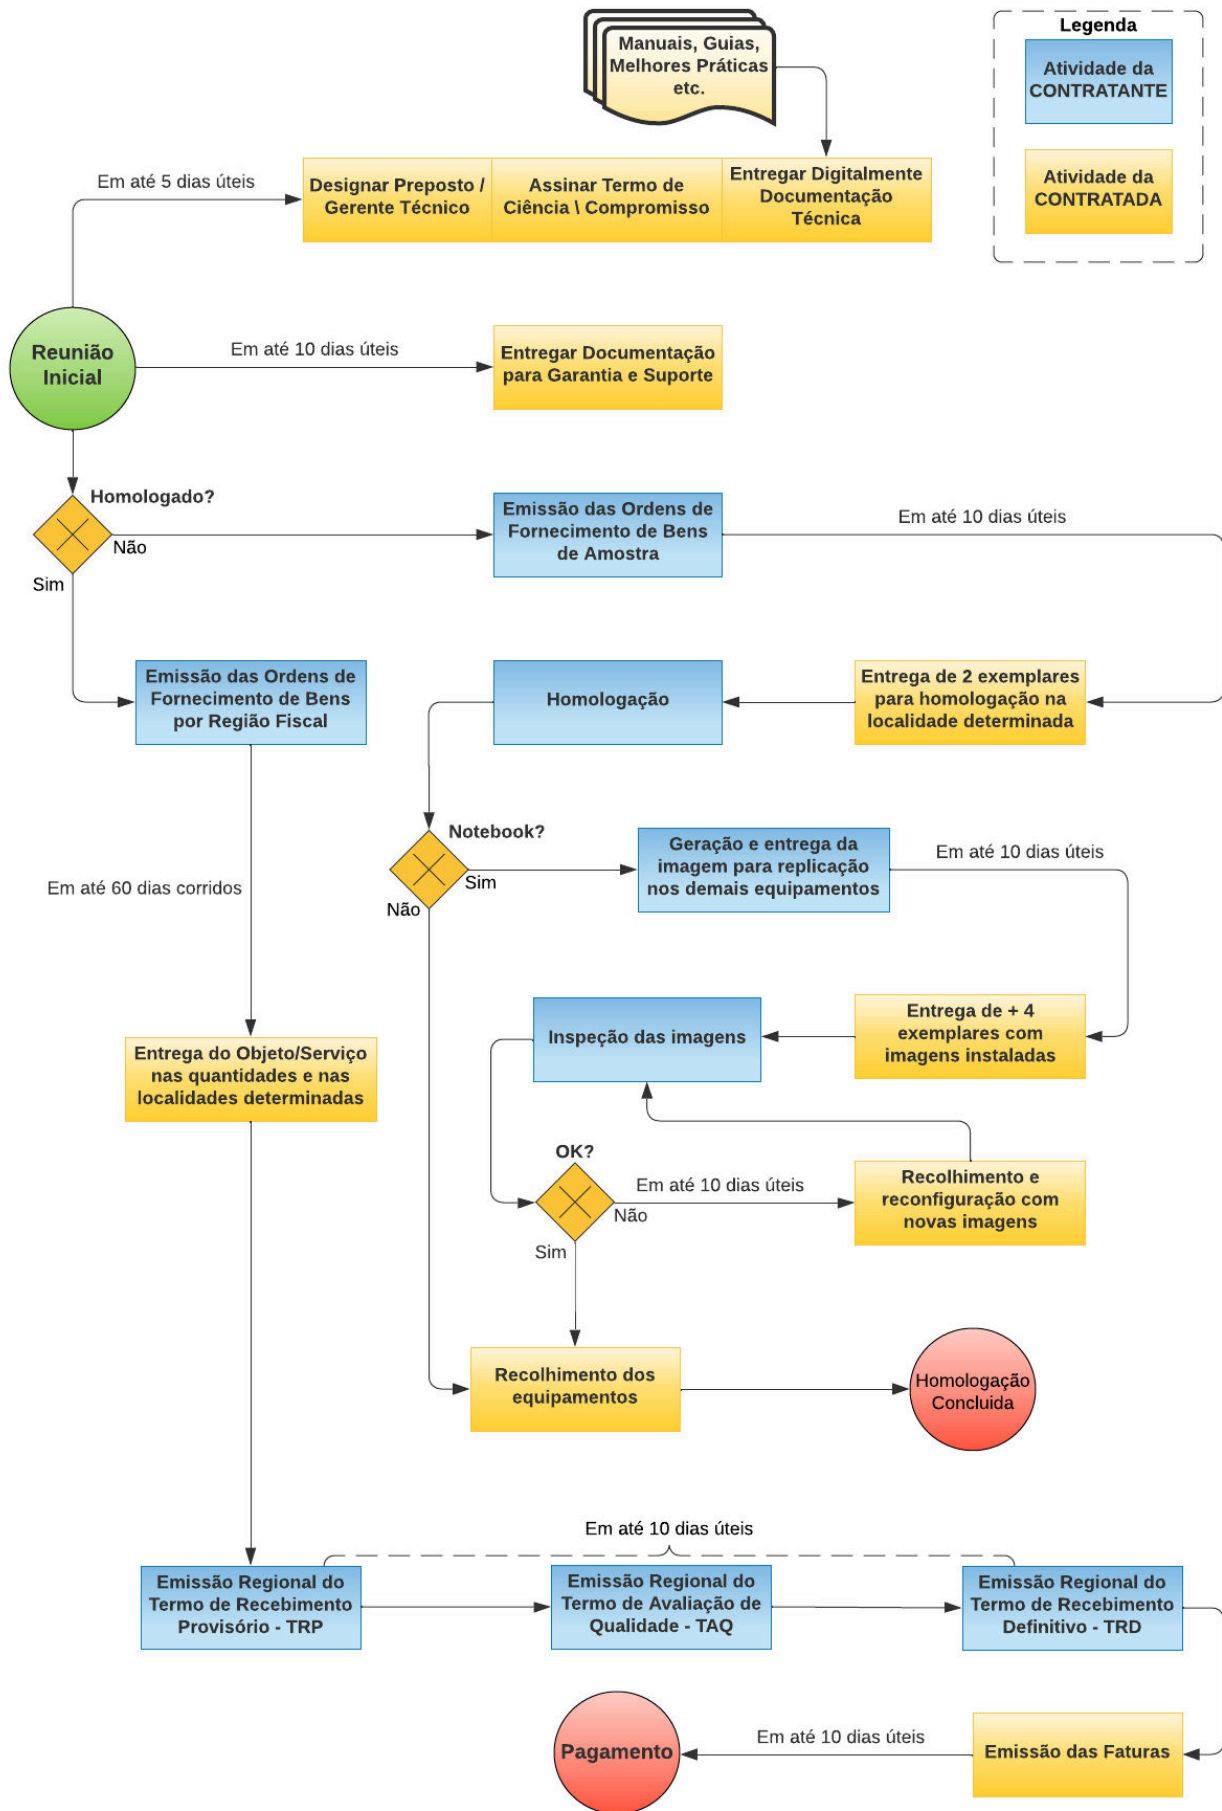 Manuais, Guias,
Melhores Práticas
etc.
Legenda
Atividade da
CONTRATANTE
Atividade da
CONTRATADA
Em até 5 dias úteis
Designar Preposto /
Gerente Técnico
Assinar Termo de
Ciência \ Compromisso
Entregar Digitalmente
Documentação
Técnica
Reunião
Inicial
Em até 10 dias úteis
Entregar Documentação
para Garantia e Suporte
Homologado?
Não
Sim
Emissão das Ordens de
Fornecimento de Bens
de Amostra
Em até 10 dias úteis
Emissão das Ordens de
Fornecimento de Bens
por Região Fiscal
Homologação
Entrega de 2 exemplares
para homologação na
localidade determinada
Notebook?
Sim
Não
Geração e entrega da
imagem para replicação
nos demais equipamentos
Em até 10 dias úteis
Em até 60 dias corridos
Entrega do Objeto/Serviço
nas quantidades e nas
localidades determinadas
Inspeção das imagens
Entrega de + 4
exemplares com
imagens instaladas
OK?
Em até 10 dias úteis
Não
Sim
Recolhimento e
reconfiguração com
novas imagens
Recolhimento dos
equipamentos
Homologação
Concluida
Em até 10 dias úteis
Emissão Regional do
Termo de Recebimento
Provisório - TRP
Emissão Regional do
Termo de Avaliação de
Qualidade - TAQ
Emissão Regional do
Termo de Recebimento
Definitivo - TRD
Pagamento
Em até 10 dias úteis
Emissão das Faturas